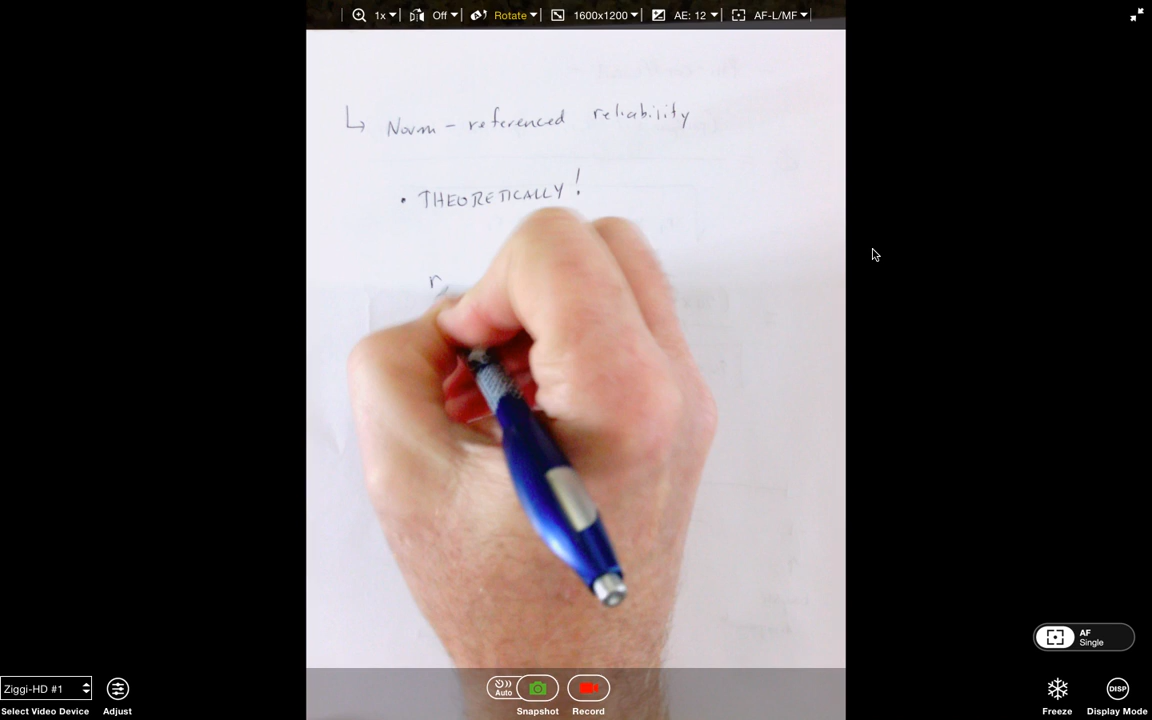 1x Off Rotate 1600x1200 AE: 12 AF-L/MF
↳ Norm - referenced reliability
• THEORETICALLY!
r
AF
Single
Ziggi-HD #1
Auto
Select Video Device Adjust Snapshot Record Freeze Display Mode
DISP